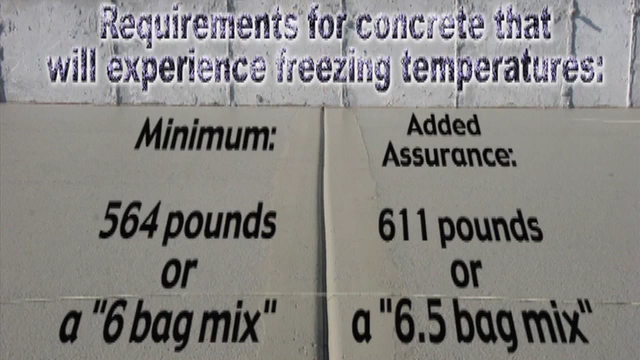 Requirements for concrete that
will experience freezing temperatures:
Minimum:
564 pounds
or
a "6 bag mix"
Added
Assurance:
611 pounds
or
a "6.5 bag mix"